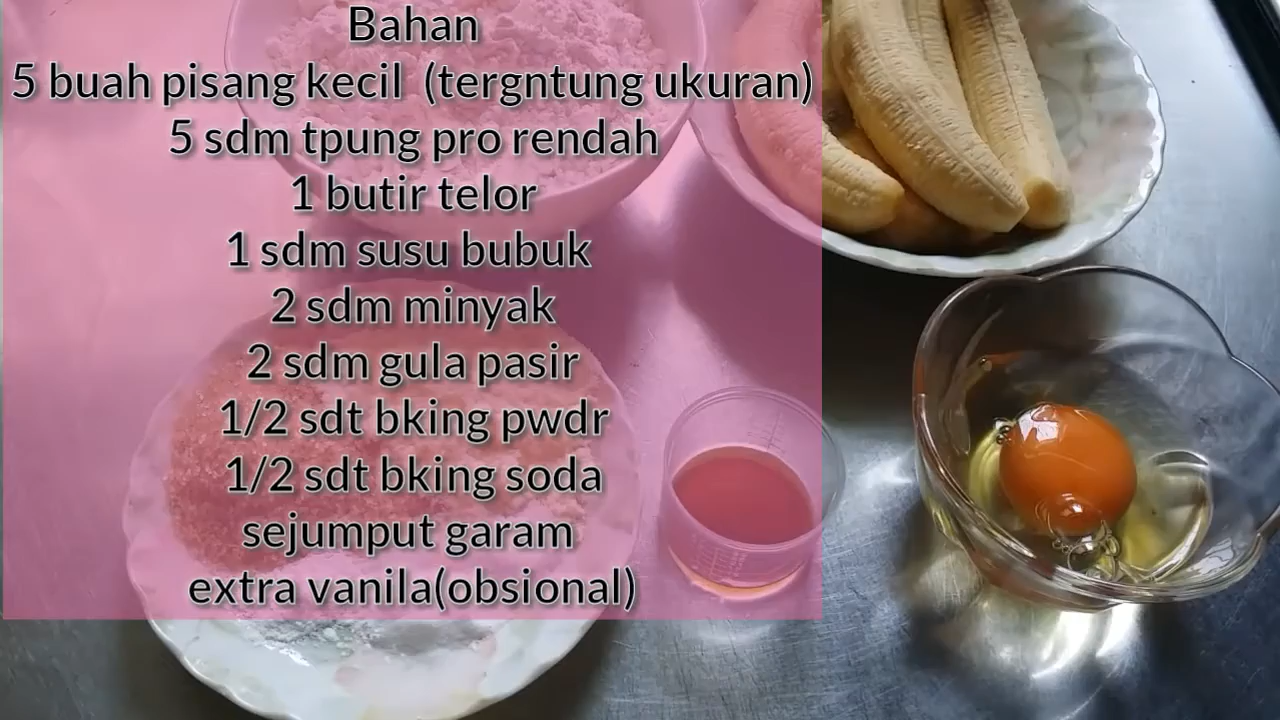 Bahan
5 buah pisang kecil (tergntung ukuran)
5 sdm tpung pro rendah
1 butir telor
1 sdm susu bubuk
2 sdm minyak
2 sdm gula pasir
1/2 sdt bking pwdr
1/2 sdt bking soda
sejumput garam
extra vanila(obsional)